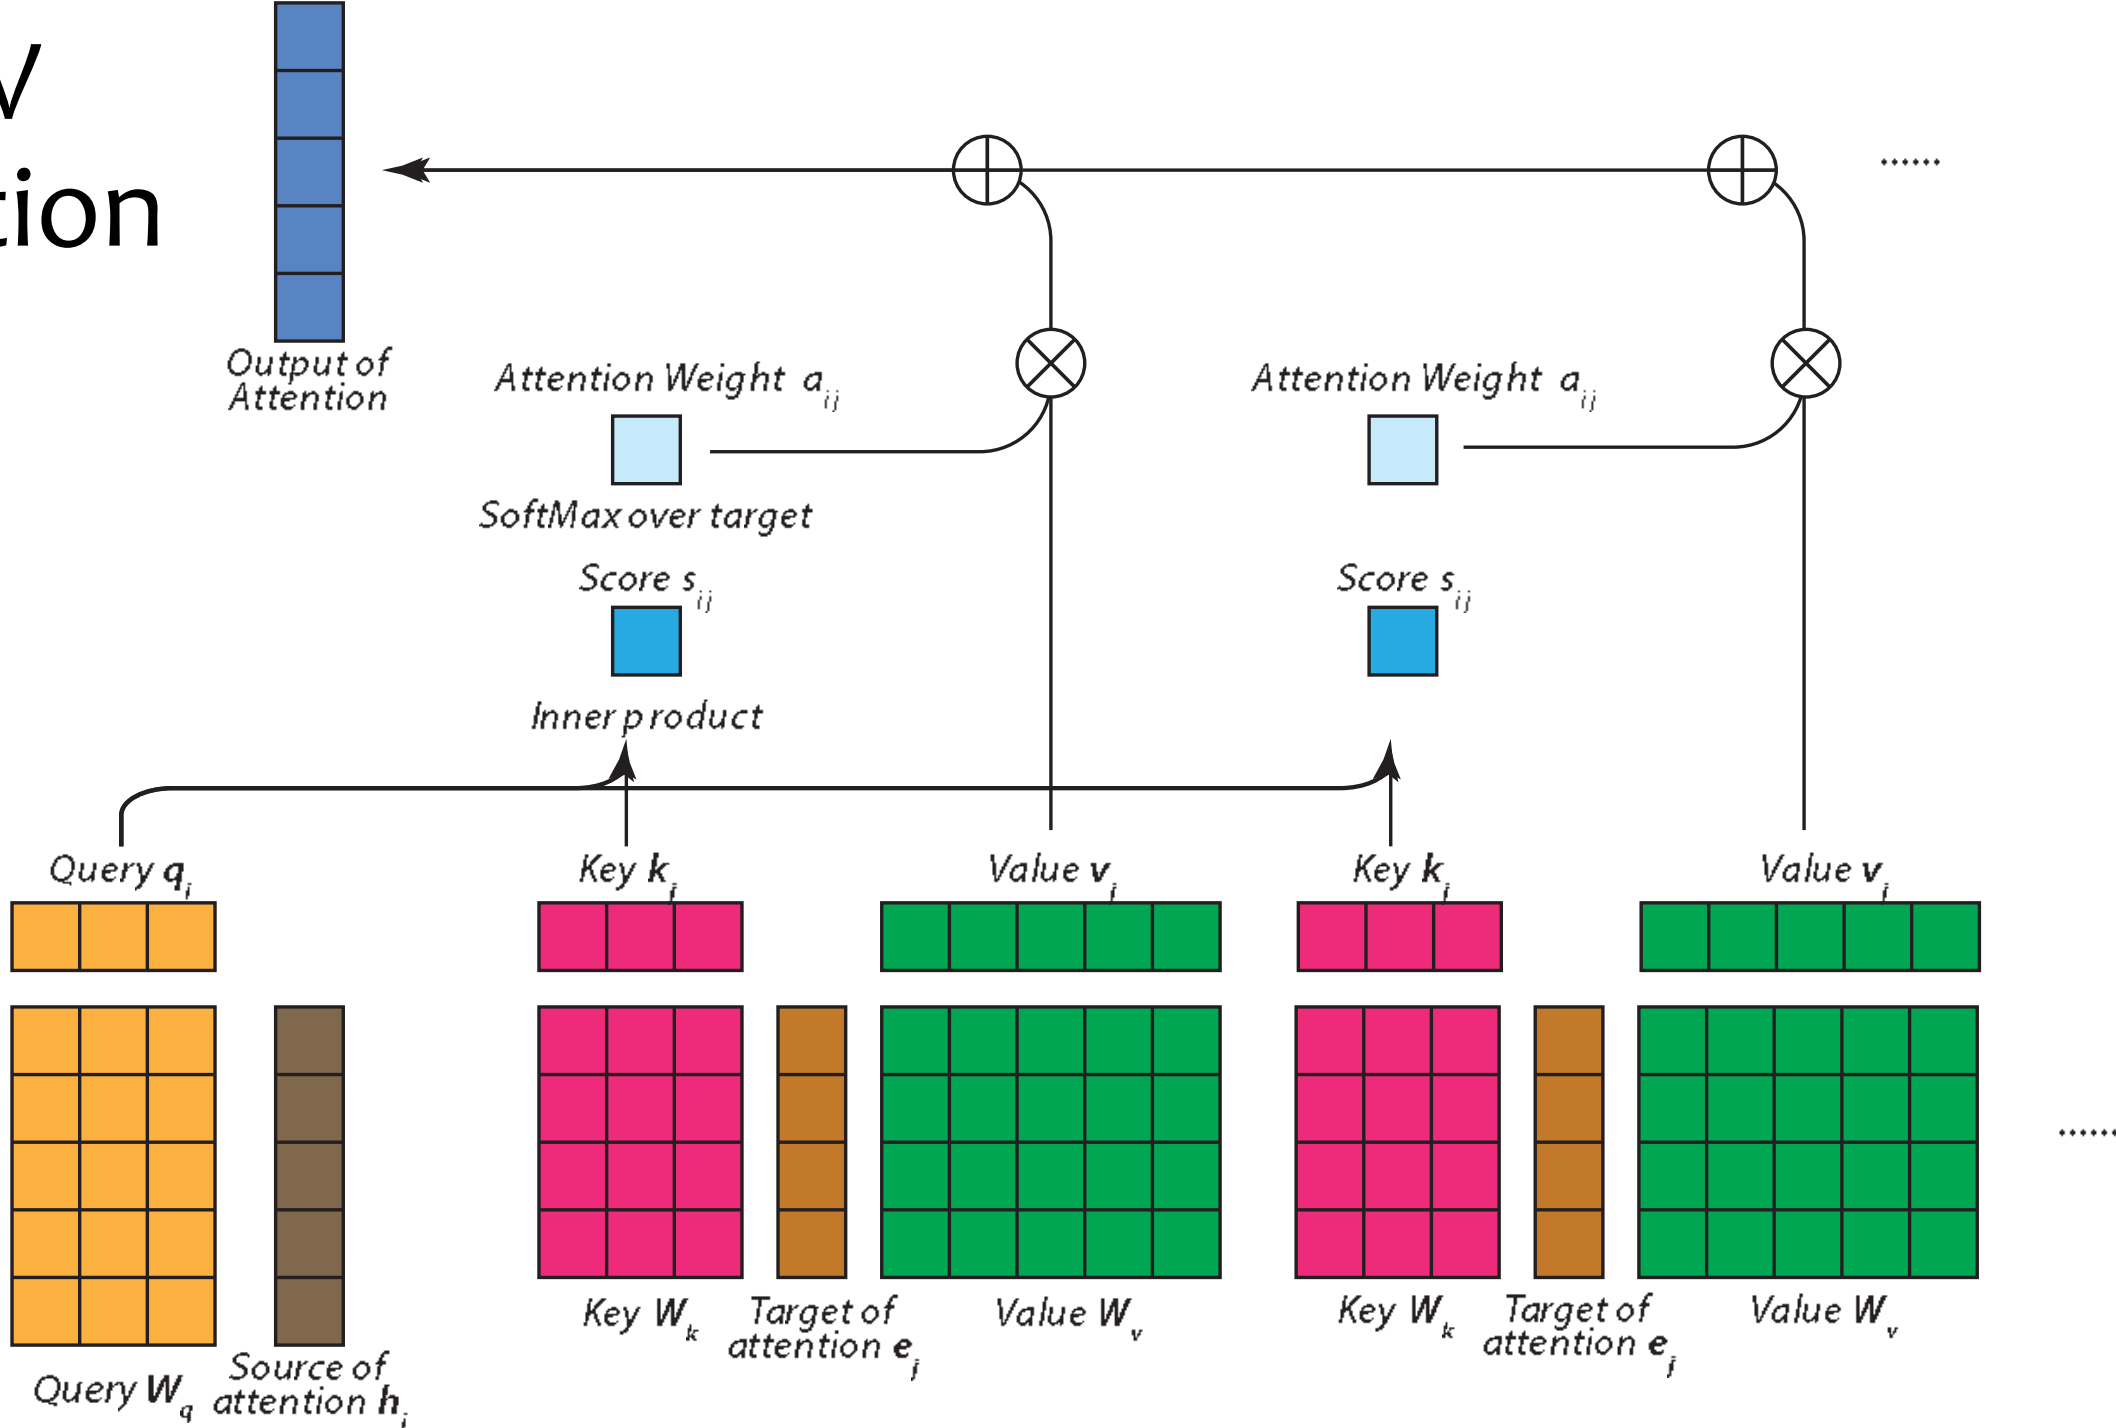 V
tion
Output of
Attention
Attention Weight a_ij
Attention Weight a_ij
SoftMax over target
Score s_ij
Score s_ij
Inner product
Query q_i
Key k_j
Value v_j
Key k_j
Value v_j
Key W_k
Target of
attention e_j
Value W_v
Key W_k
Target of
attention e_j
Value W_v
Query W_q
Source of
attention h_i